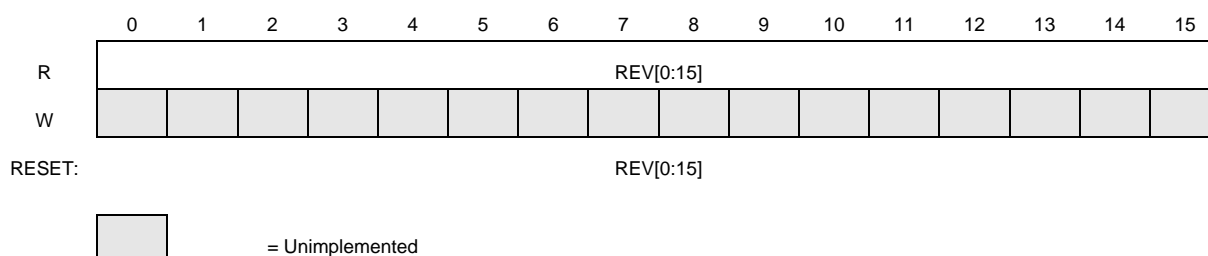 0 1 2 3 4 5 6 7 8 9 10 11 12 13 14 15
R REV[0:15]
W
RESET: REV[0:15]
= Unimplemented